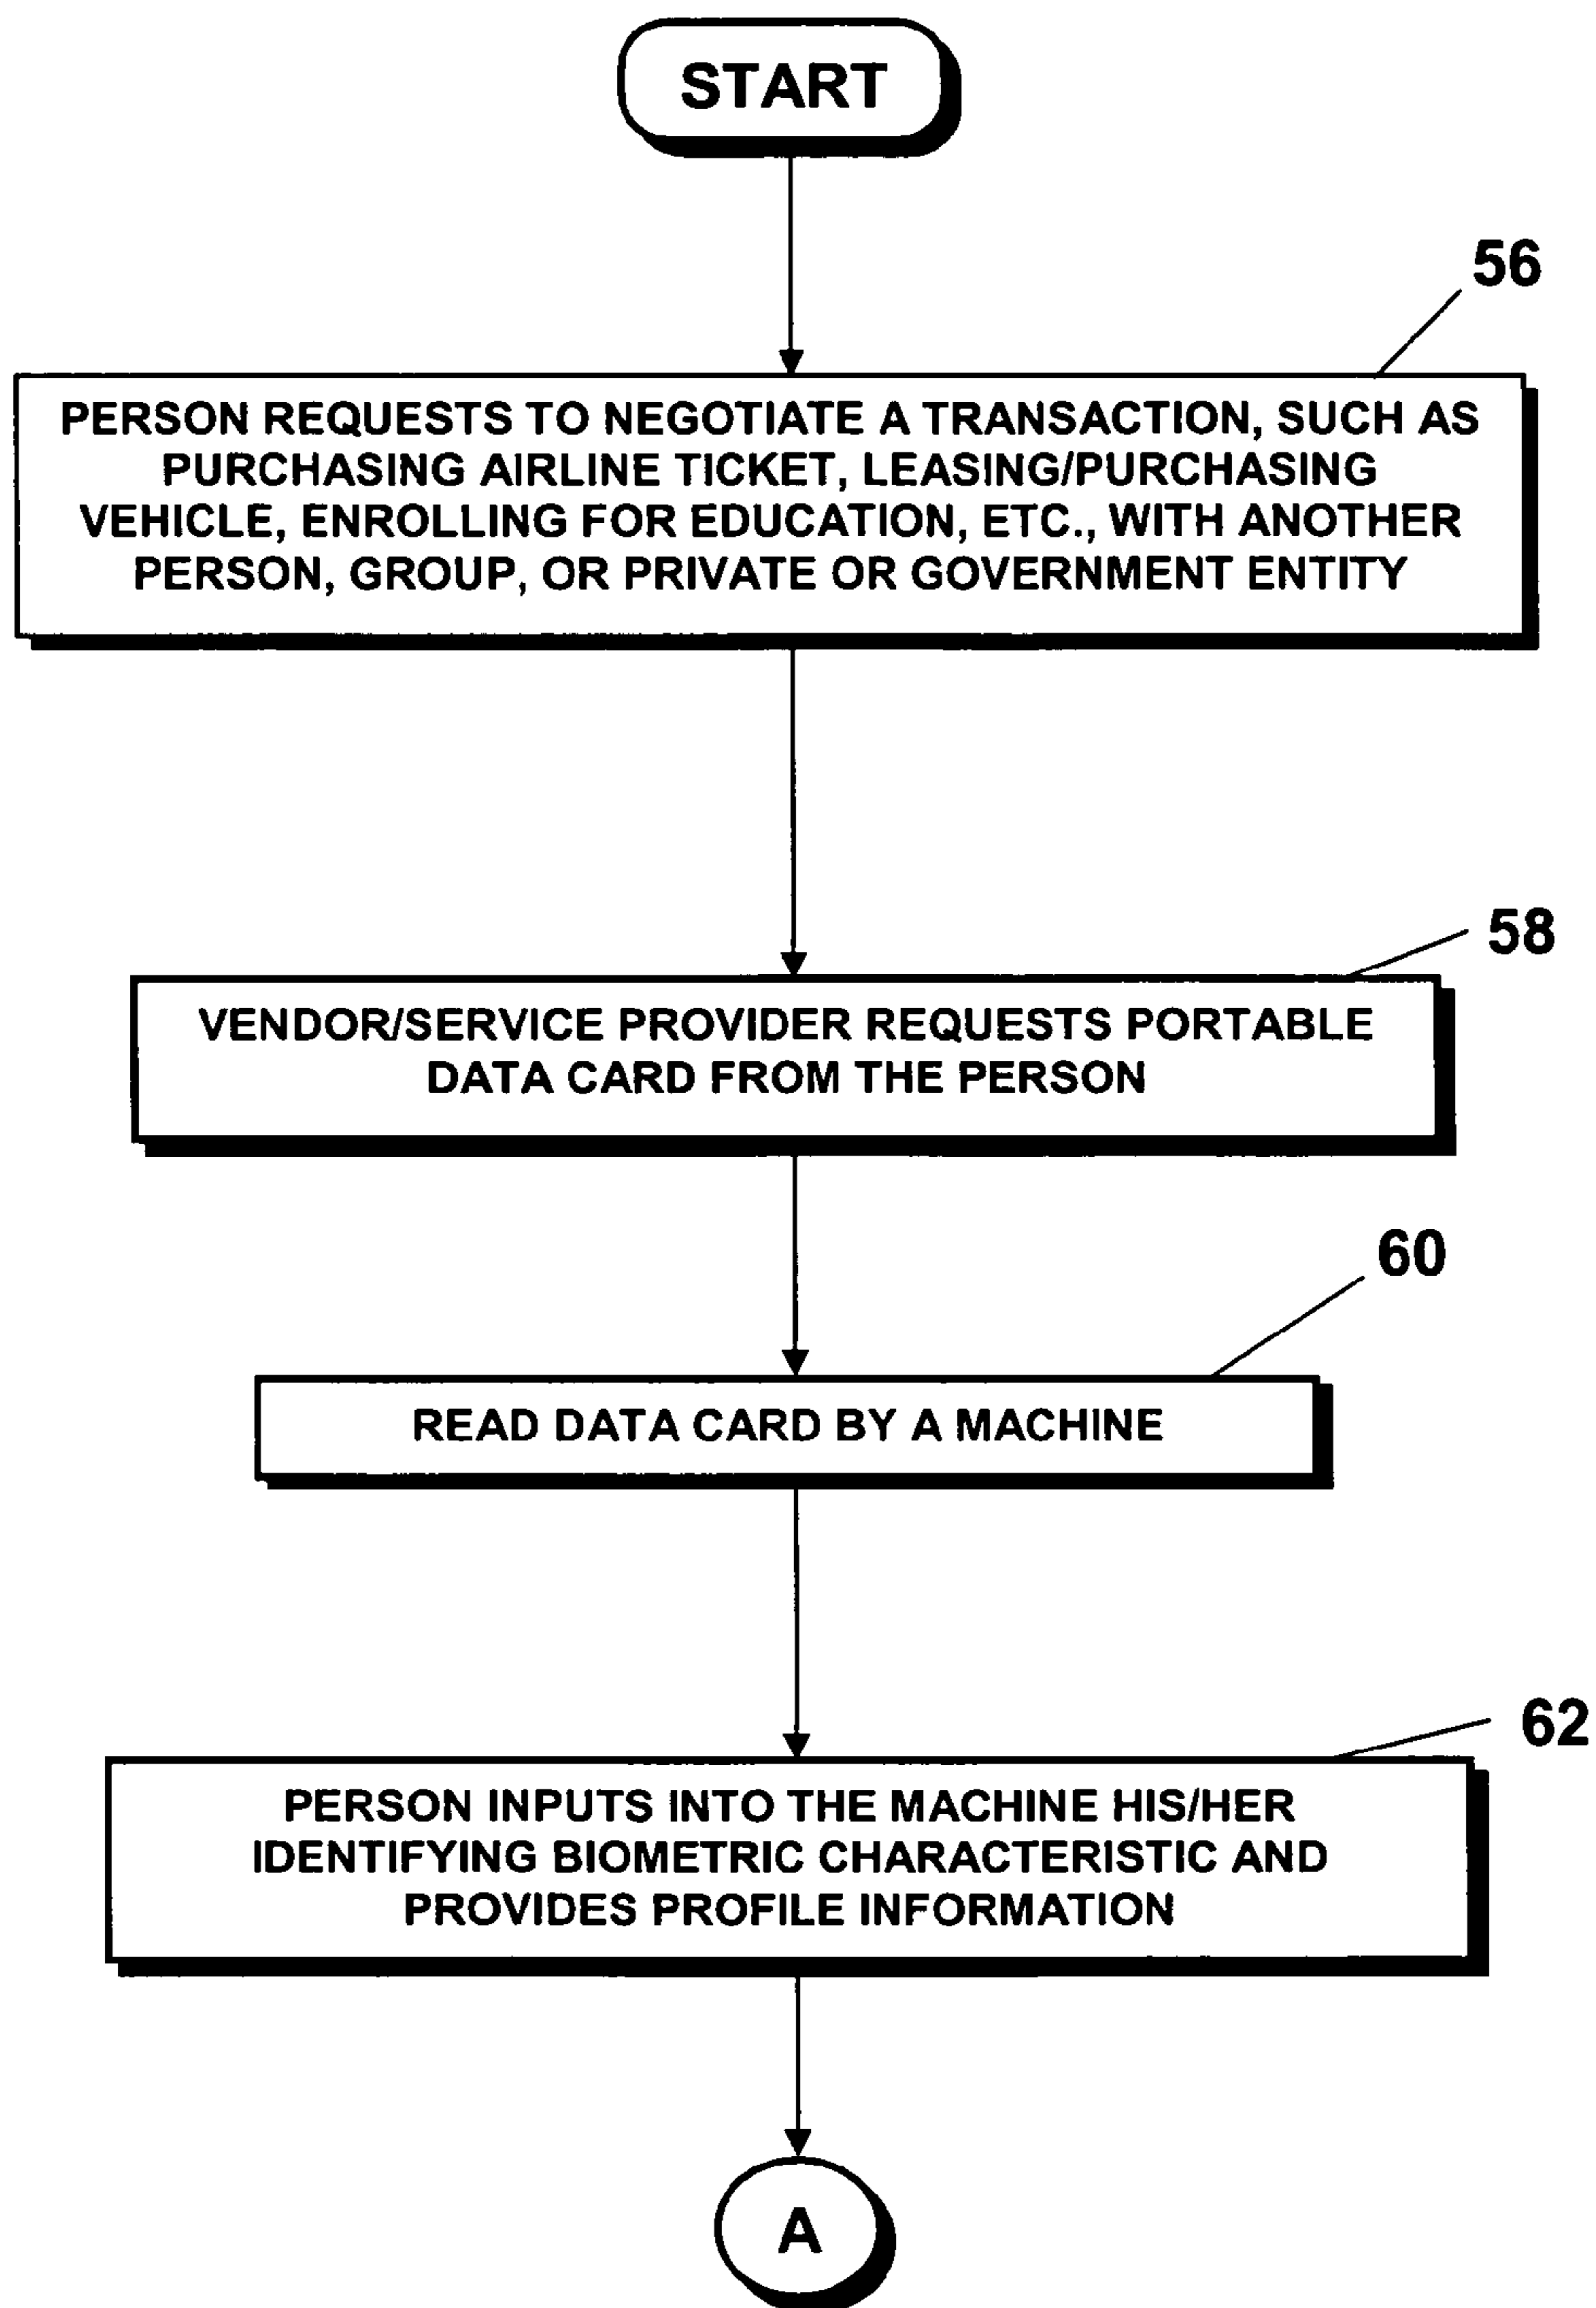 START
56
PERSON REQUESTS TO NEGOTIATE A TRANSACTION, SUCH AS
PURCHASING AIRLINE TICKET, LEASING/PURCHASING
VEHICLE, ENROLLING FOR EDUCATION, ETC., WITH ANOTHER
PERSON, GROUP, OR PRIVATE OR GOVERNMENT ENTITY
58
VENDOR/SERVICE PROVIDER REQUESTS PORTABLE
DATA CARD FROM THE PERSON
60
READ DATA CARD BY A MACHINE
62
PERSON INPUTS INTO THE MACHINE HIS/HER
IDENTIFYING BIOMETRIC CHARACTERISTIC AND
PROVIDES PROFILE INFORMATION
A